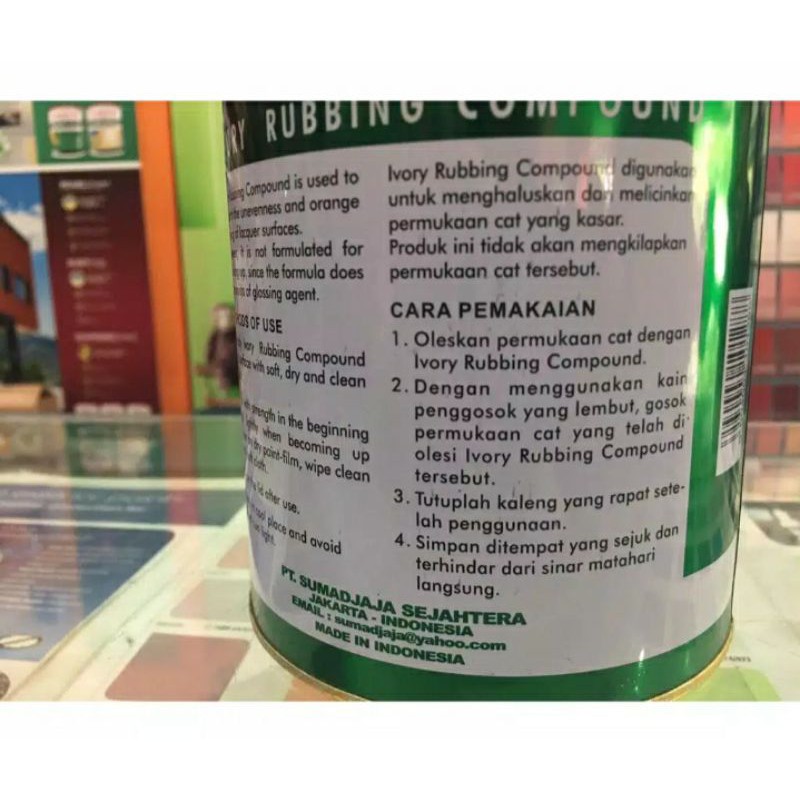 RUBBING COMPOUND
Compound is used to
unevenness and orange
of lacquer surfaces.
it is not formulated for
since the formula does
of glossing agent.
OF USE
Ivory Rubbing Compound
with soft, dry and clean
strength in the beginning
when becoming up
paint-film, wipe clean
lid after use.
place and avoid
light.
Ivory Rubbing Compound digunakan
untuk menghaluskan dan melicinkan
permukaan cat yang kasar.
Produk ini tidak akan mengkilapkan
permukaan cat tersebut.
CARA PEMAKAIAN
1. Oleskan permukaan cat dengan
Ivory Rubbing Compound.
2. Dengan menggunakan kain
penggosok yang lembut, gosok
permukaan cat yang telah di
olesi Ivory Rubbing Compound
tersebut.
3. Tutuplah kaleng yang rapat sete-
lah penggunaan.
4. Simpan ditempat yang sejuk dan
terhindar dari sinar matahari
langsung.
PT. SUMADJAJA SEJAHTERA
JAKARTA - INDONESIA
EMAIL : sumadjaja@yahoo.com
MADE IN INDONESIA